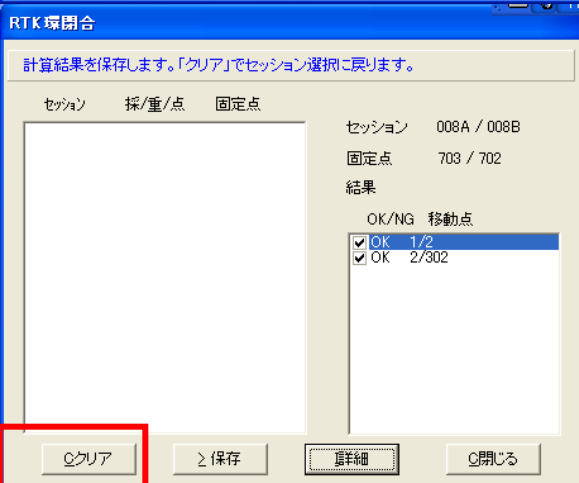 RTK環閉合
計算結果を保存します。「クリア」でセッション選択に戻ります。
セッション 採/重/点 固定点
セッション 008A / 008B
固定点 703 / 702
結果
OK/NG 移動点
OK 1/2
OK 2/302
Cクリア
≥保存
詳細
C閉じる